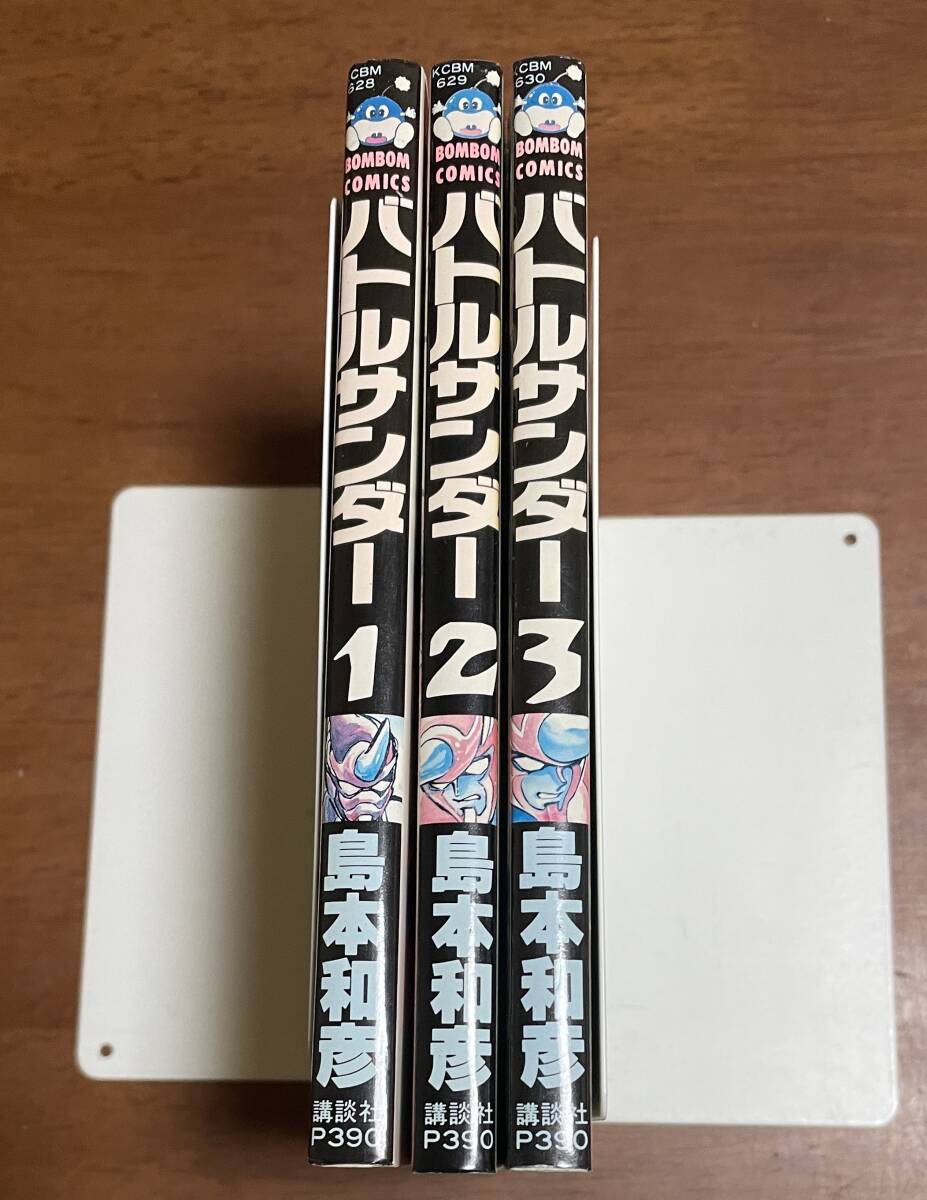 KCBM
628
BOMBOM
COMICS
バトルサンダー
1
島本和彦
講談社
P390
KCBM
629
BOMBOM
COMICS
バトルサンダー
2
島本和彦
講談社
P390
KCBM
630
BOMBOM
COMICS
バトルサンダー
3
島本和彦
講談社
P390